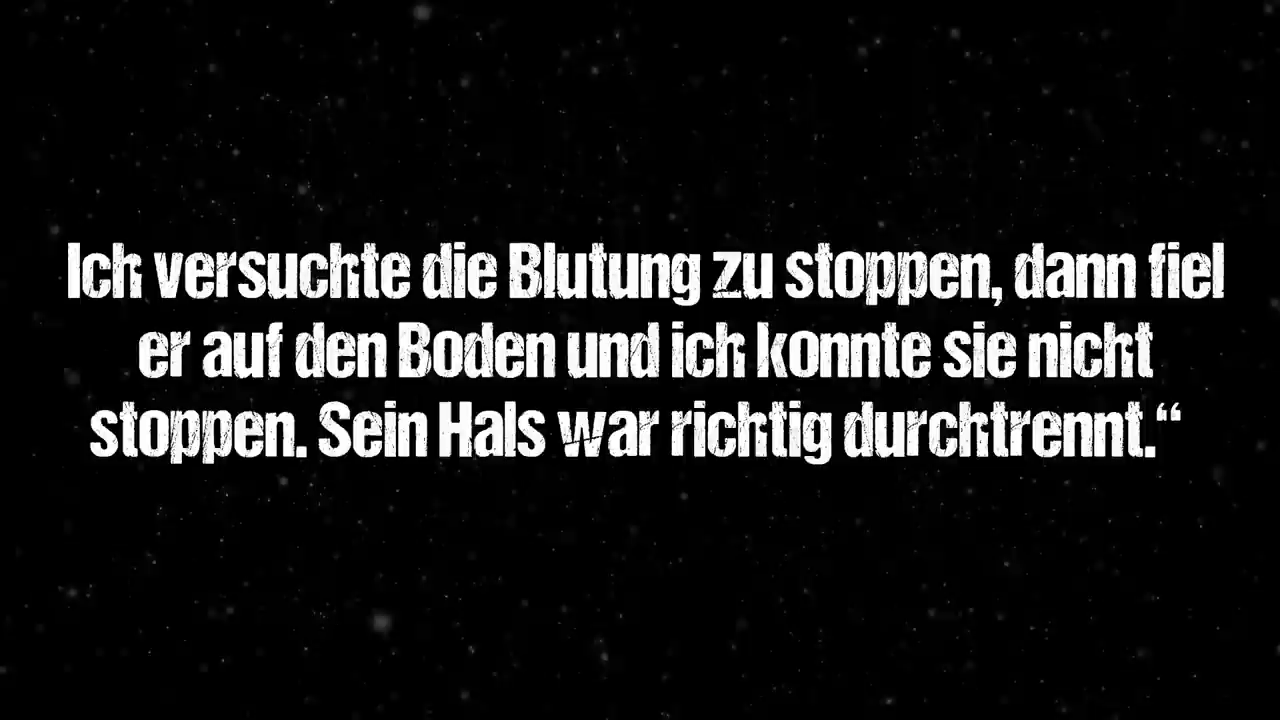 Ich versuchte die Blutung zu stoppen, dann fiel
er auf den Boden und ich konnte sie nicht
stoppen. Sein Hals war richtig durchtrennt.“